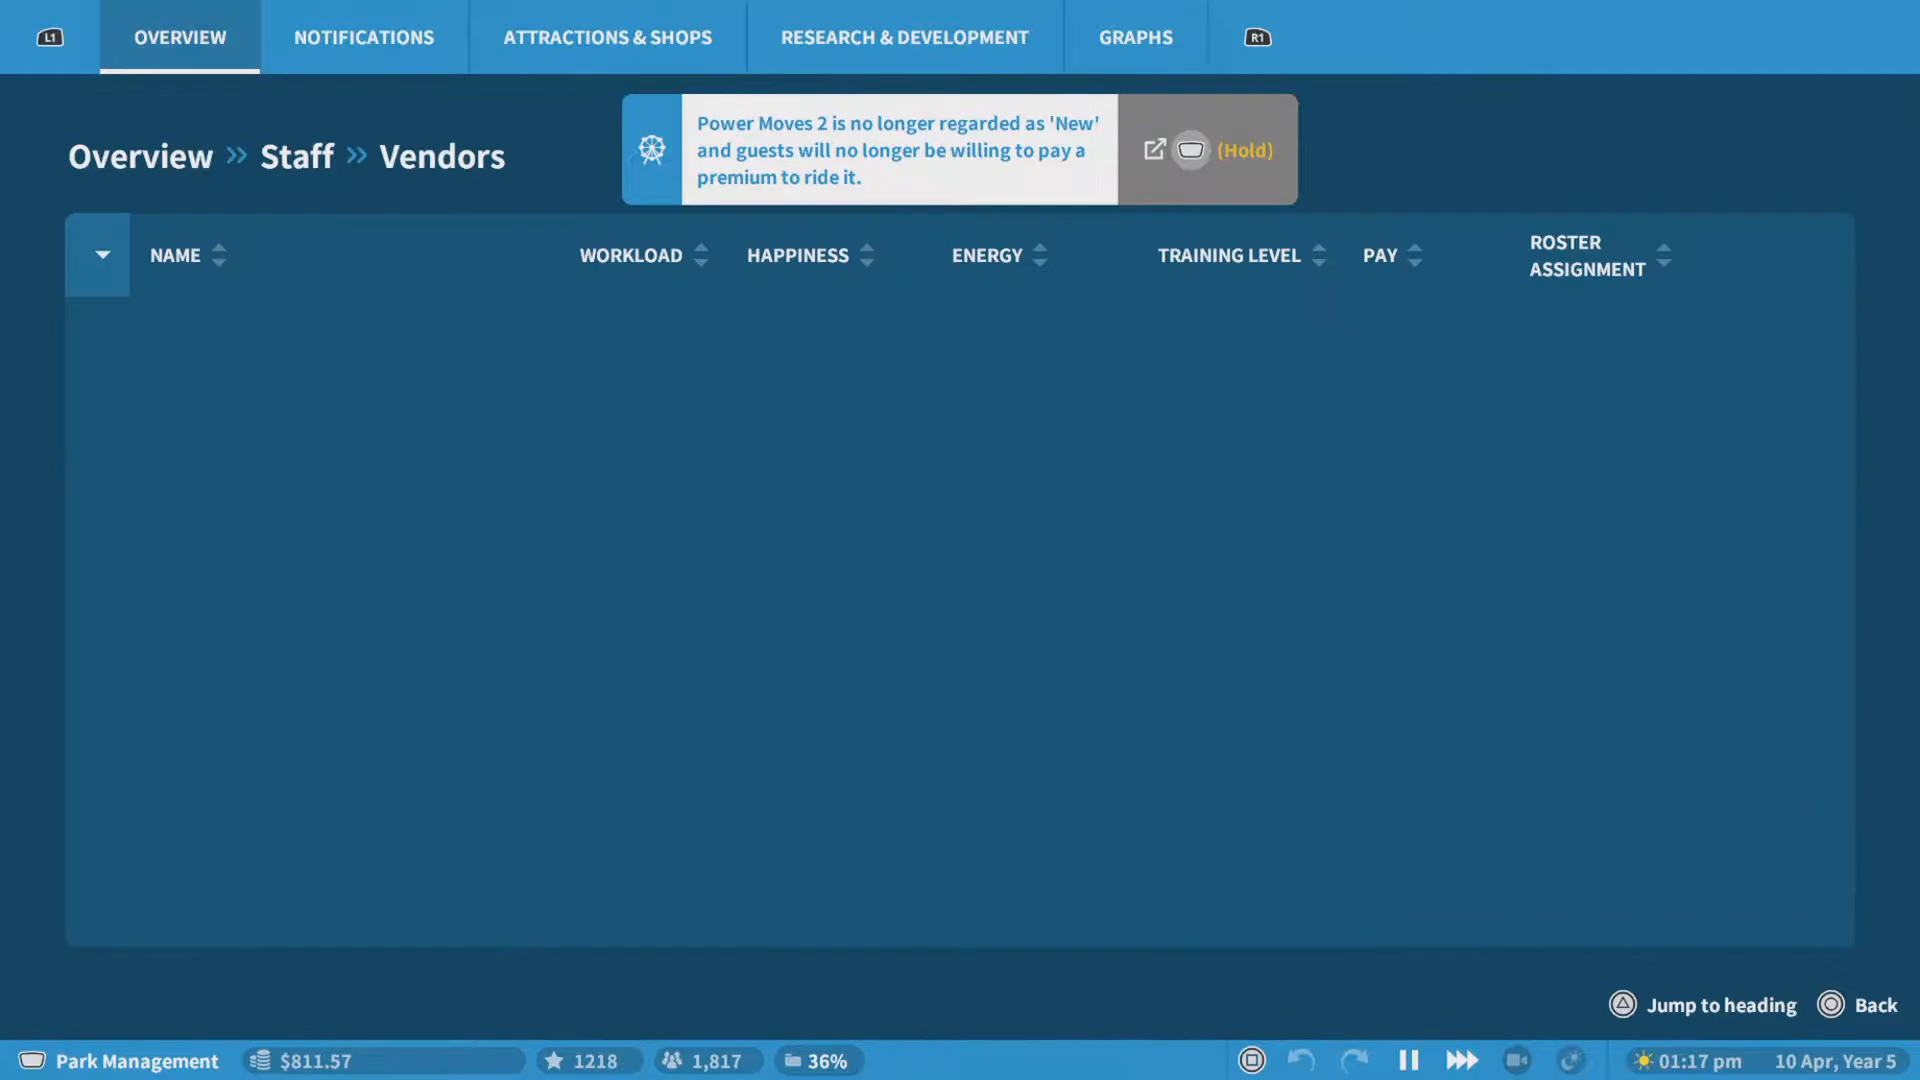 L1
OVERVIEW
NOTIFICATIONS
ATTRACTIONS & SHOPS
RESEARCH & DEVELOPMENT
GRAPHS
R1
Overview » Staff » Vendors
Power Moves 2 is no longer regarded as 'New'
and guests will no longer be willing to pay a
premium to ride it.
(Hold)
NAME
WORKLOAD
HAPPINESS
ENERGY
TRAINING LEVEL
PAY
ROSTER
ASSIGNMENT
Jump to heading
Back
Park Management
$811.57
1218
1,817
36%
01:17 pm
10 Apr, Year 5